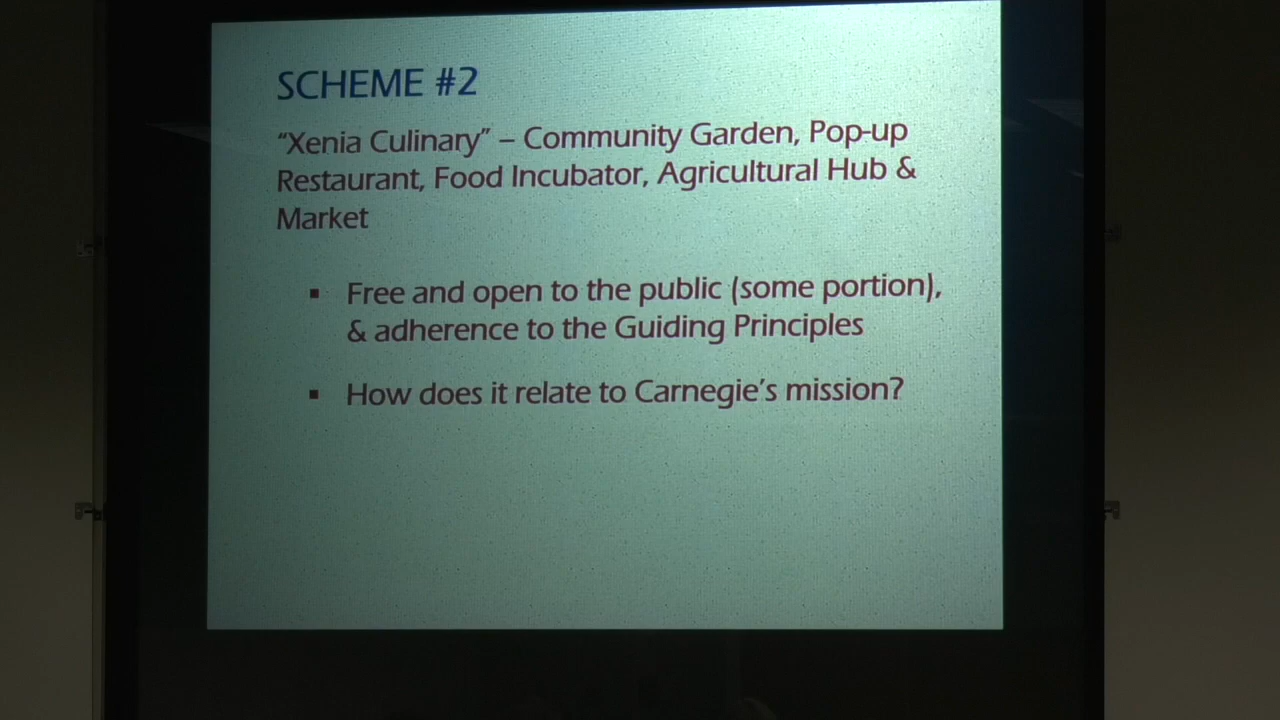 SCHEME #2
“Xenia Culinary” – Community Garden, Pop-up
Restaurant, Food Incubator, Agricultural Hub &
Market
▪ Free and open to the public (some portion),
& adherence to the Guiding Principles
▪ How does it relate to Carnegie’s mission?